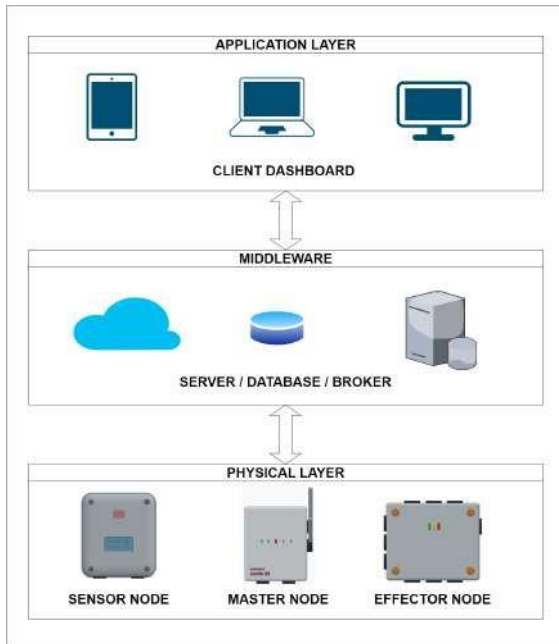 APPLICATION LAYER
CLIENT DASHBOARD
MIDDLEWARE
SERVER / DATABASE / BROKER
PHYSICAL LAYER
SENSOR NODE
MASTER NODE
EFFECTOR NODE